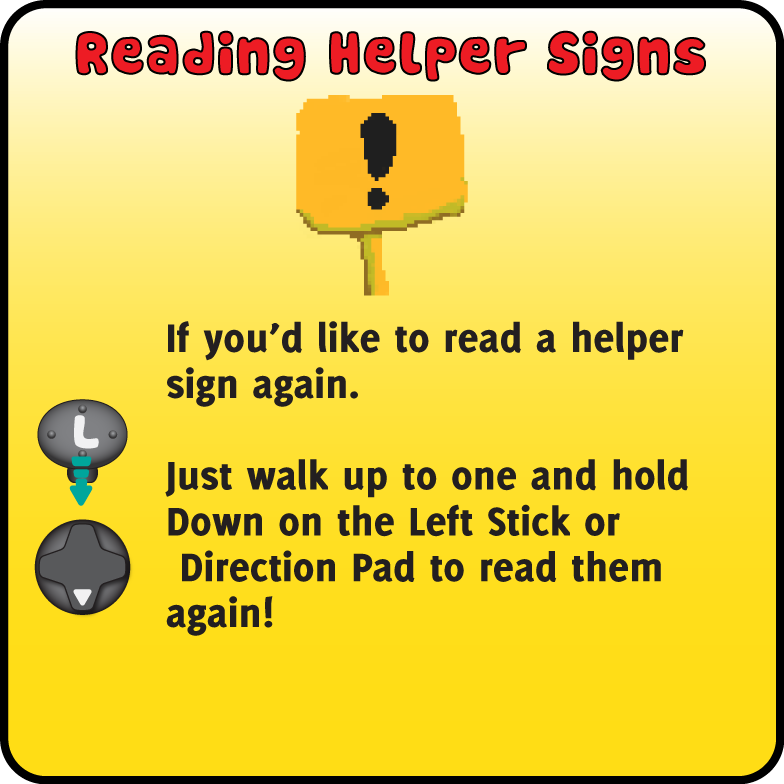 Reading Helper Signs
!
If you'd like to read a helper
sign again.
L
Just walk up to one and hold
Down on the Left Stick or
Direction Pad to read them
again!